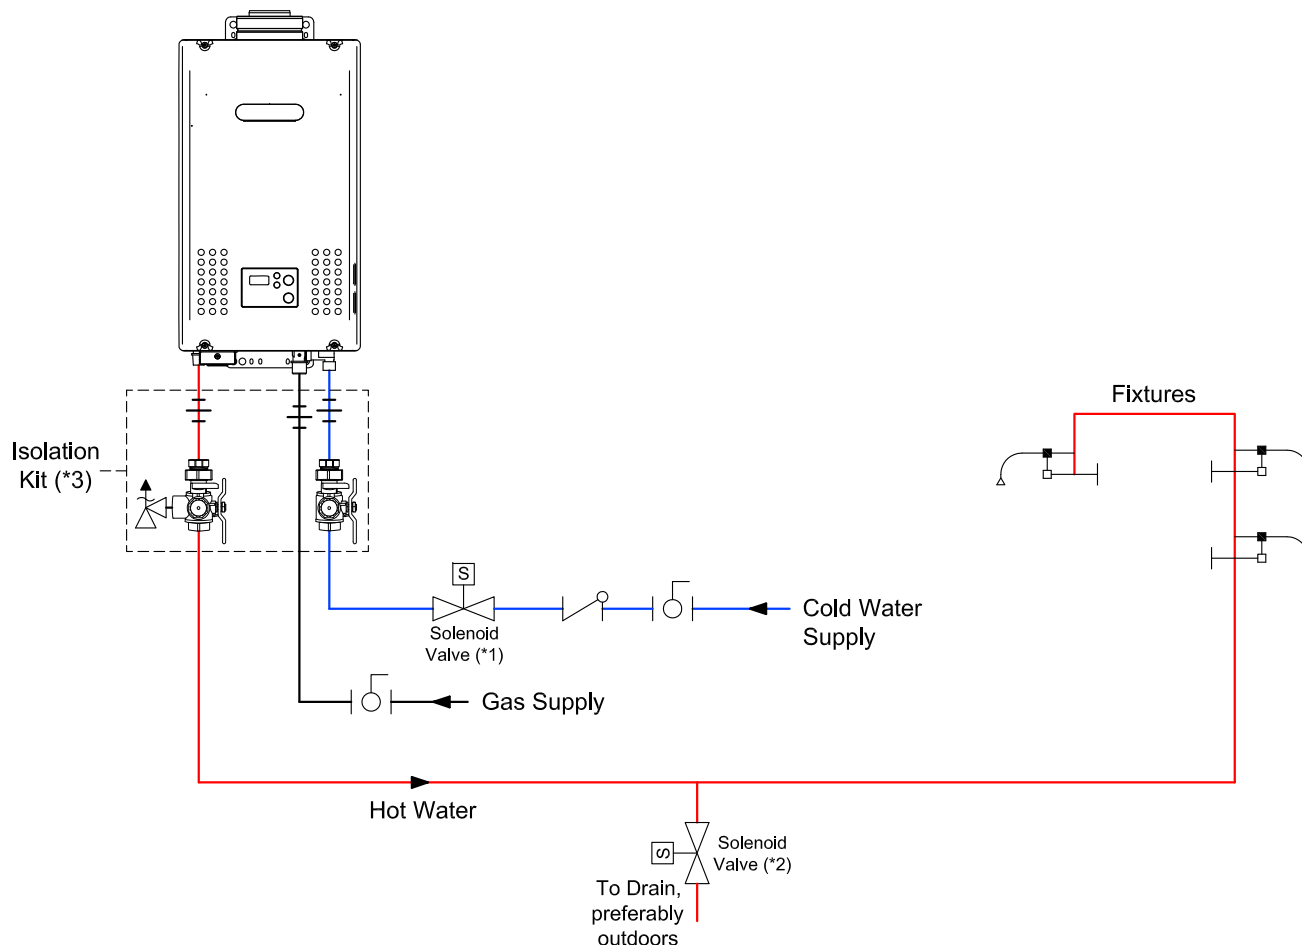 Fixtures
Isolation
Kit (*3)
S
Solenoid
Valve (*1)
Cold Water
Supply
Gas Supply
Hot Water
S
Solenoid
Valve (*2)
To Drain,
preferably
outdoors